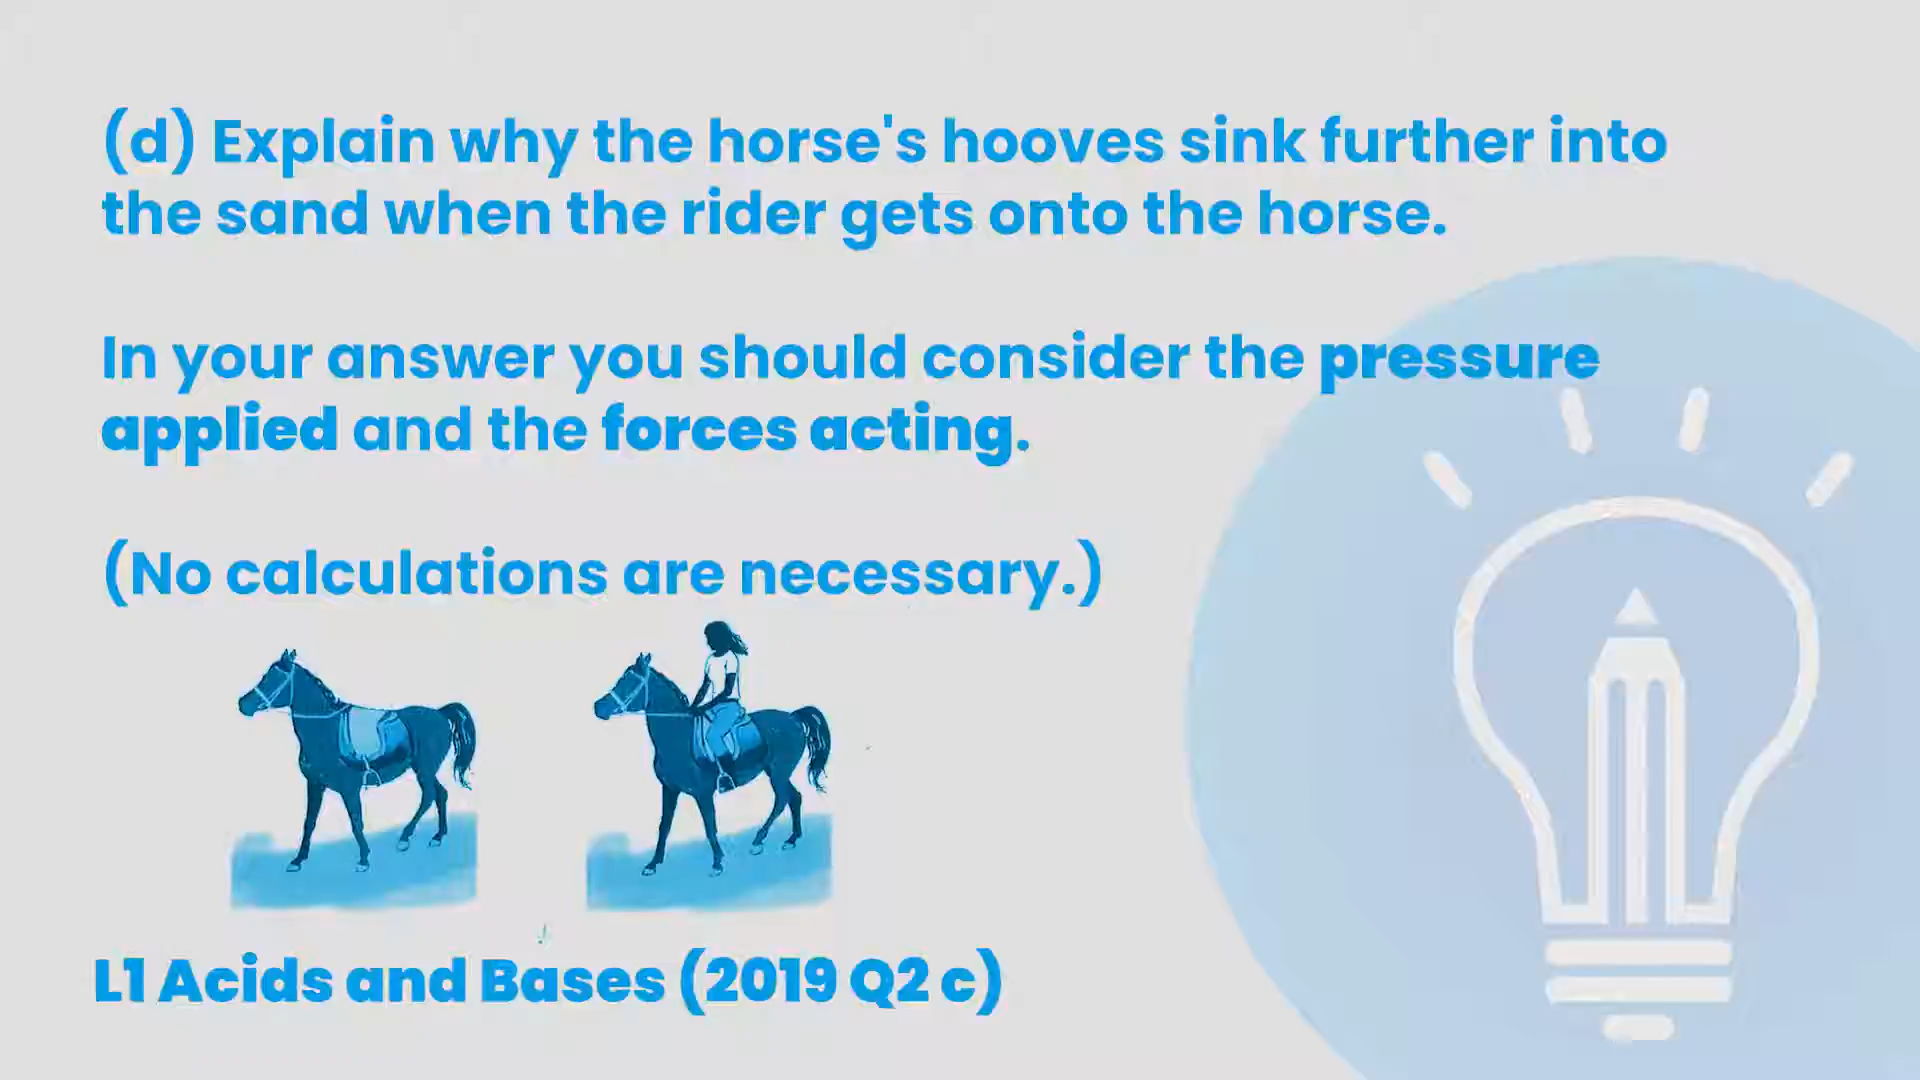 (d) Explain why the horse's hooves sink further into
the sand when the rider gets onto the horse.
In your answer you should consider the pressure
applied and the forces acting.
(No calculations are necessary.)
L1 Acids and Bases (2019 Q2 c)